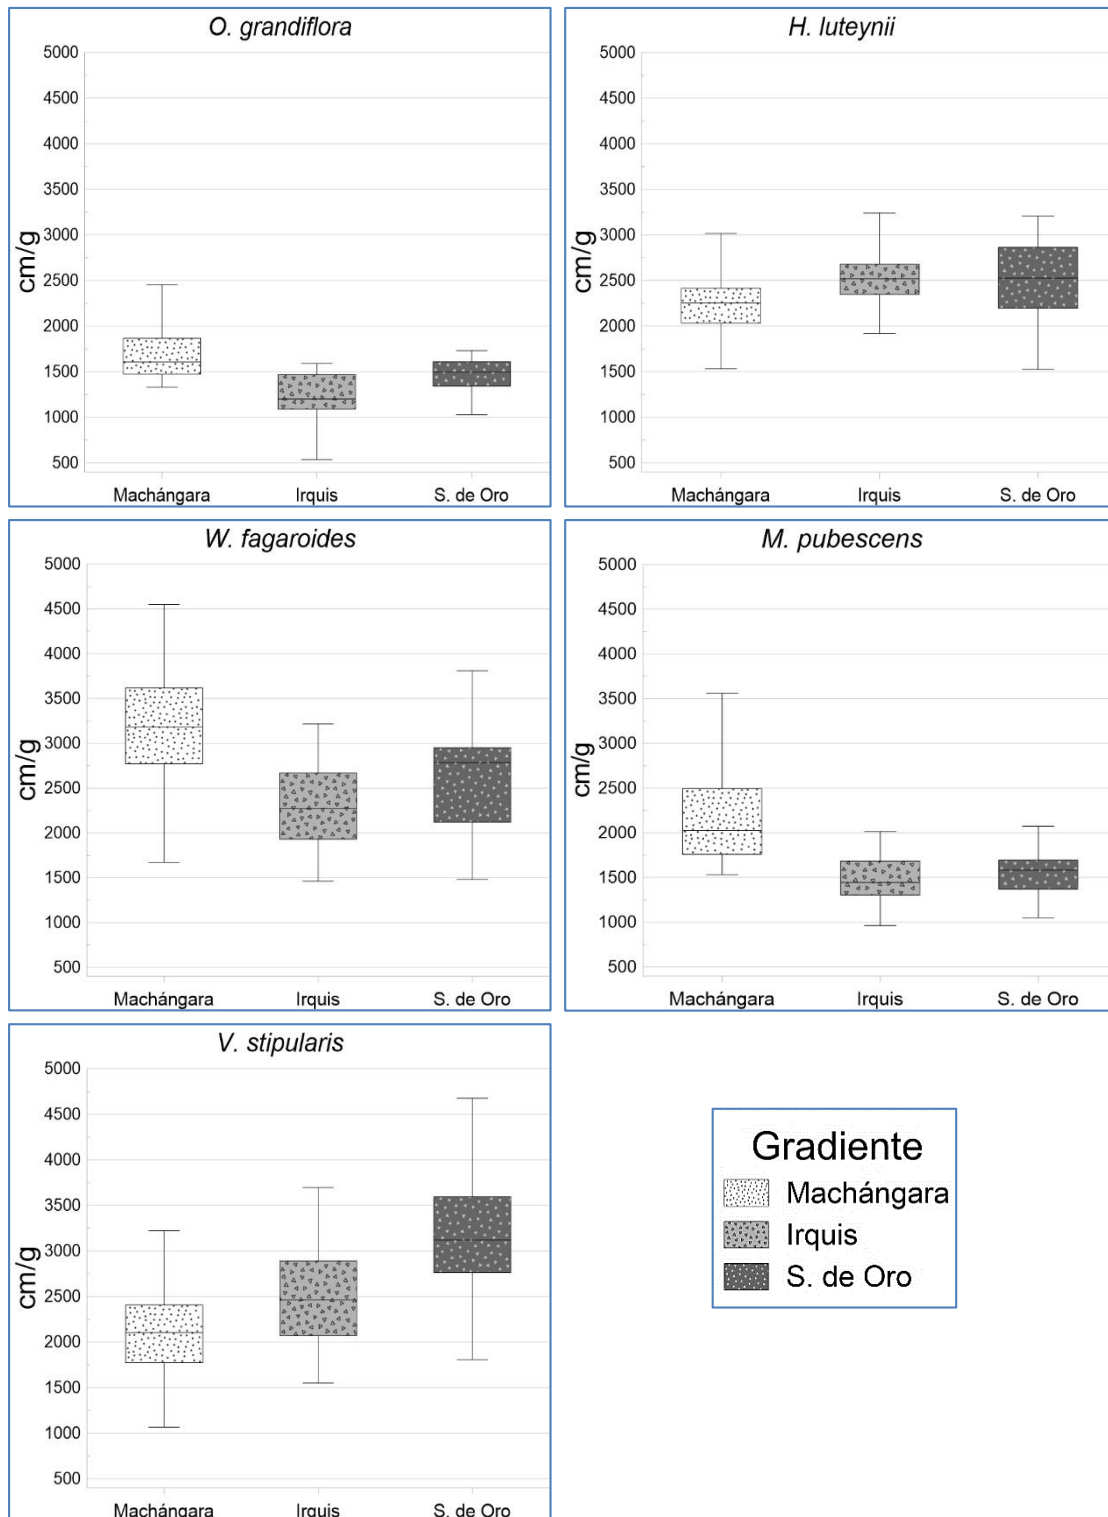 O. grandiflora
5000
4500
4000
3500
3000
2500
2000
1500
1000
500
cm/g
Machángara Irquis S. de Oro
H. luteynii
5000
4500
4000
3500
3000
2500
2000
1500
1000
500
cm/g
Machángara Irquis S. de Oro
W. fagaroides
5000
4500
4000
3500
3000
2500
2000
1500
1000
500
cm/g
Machángara Irquis S. de Oro
M. pubescens
5000
4500
4000
3500
3000
2500
2000
1500
1000
500
cm/g
Machángara Irquis S. de Oro
V. stipularis
5000
4500
4000
3500
3000
2500
2000
1500
1000
500
cm/g
Machángara Irquis S. de Oro
Gradiente
Machángara
Irquis
S. de Oro